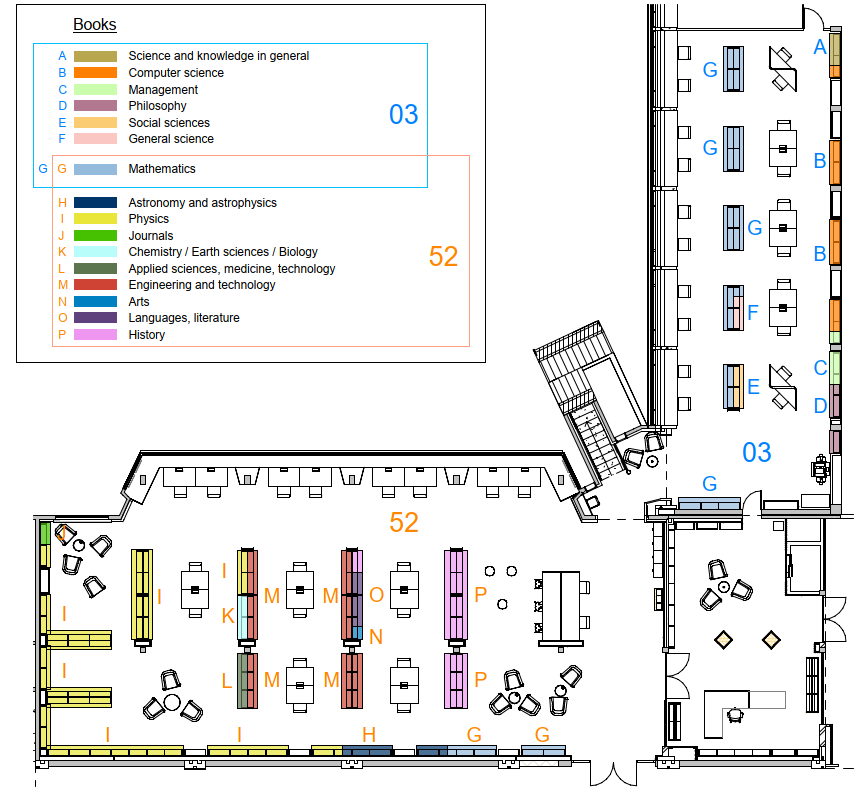 Books
A Science and knowledge in general
B Computer science
C Management
D Philosophy
E Social sciences
F General science
03
G G Mathematics
H Astronomy and astrophysics
I Physics
J Journals
K Chemistry / Earth sciences / Biology
L Applied sciences, medicine, technology
M Engineering and technology
N Arts
O Languages, literature
P History
52
A
G
G
B
G
B
F
C
E
D
03
G
52
J
I
I
M
M
O
P
K
I
N
I
L
M
M
P
I
I
H
G
G